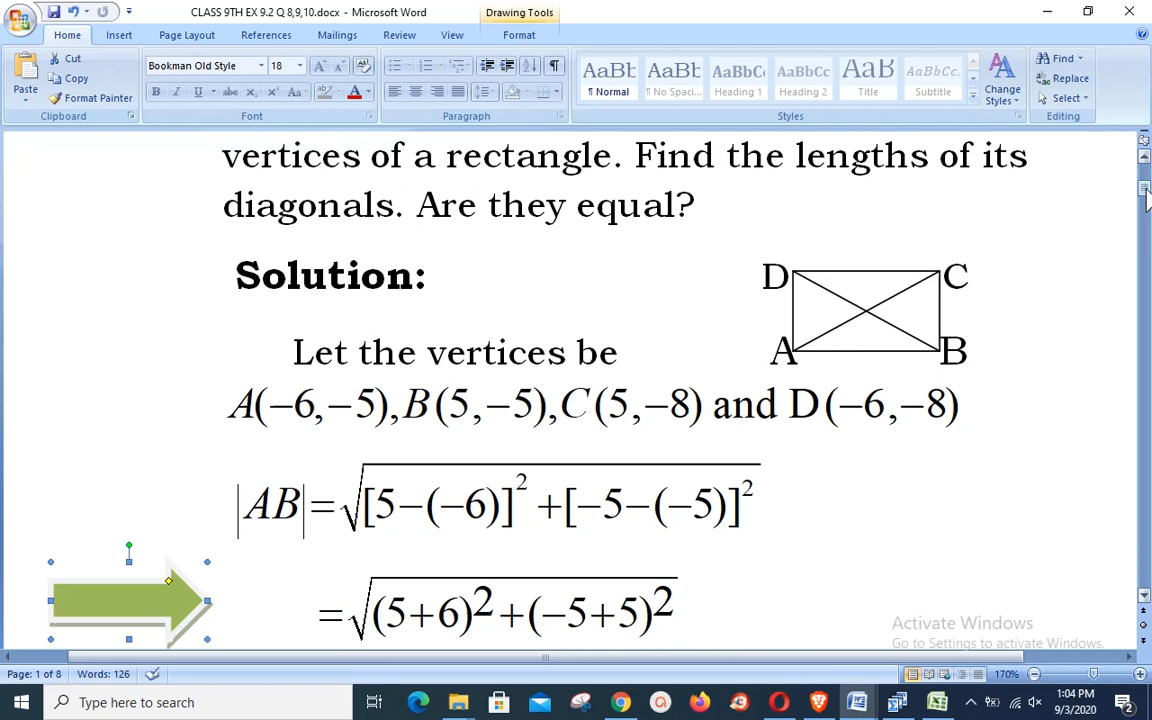 CLASS 9TH EX 9.2 Q 8,9,10.docx - Microsoft Word
Drawing Tools
Home Insert Page Layout References Mailings Review View Format
Paste
Cut
Copy
Format Painter
Clipboard
Bookman Old Style 18
Font
Paragraph
AaBb AaBb AaBbC AaBbCc AaB AaBbCc
¶ Normal ¶ No Spaci... Heading 1 Heading 2 Title Subtitle
Change Styles
Styles
Find
Replace
Select
Editing
vertices of a rectangle. Find the lengths of its
diagonals. Are they equal?
Solution:
D C
A B
Let the vertices be
A(−6,−5), B(5,−5), C(5,−8) and D(−6,−8)
|AB| = √[5−(−6)]² + [−5−(−5)]²
= √(5+6)² + (−5+5)²
Activate Windows
Go to Settings to activate Windows.
Page: 1 of 8 Words: 126 170%
Type here to search
1:04 PM
9/3/2020
2